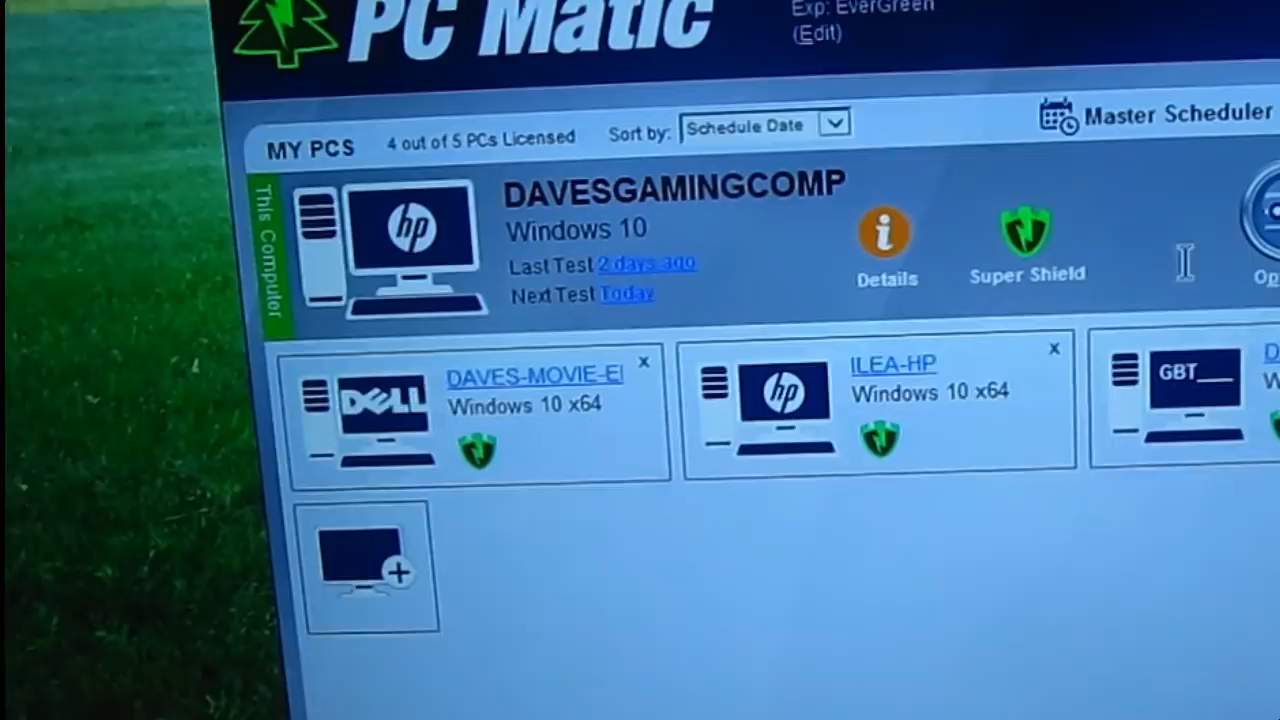 PC Matic
Exp: EverGreen
(Edit)
MY PCS
4 out of 5 PCs Licensed
Sort by: Schedule Date
Master Scheduler
This Computer
hp
DAVESGAMINGCOMP
Windows 10
Last Test 2 days ago
Next Test Today
i
Details
Super Shield
DELL
DAVES-MOVIE-E
Windows 10 x64
x
hp
ILEA-HP
Windows 10 x64
x
GBT___